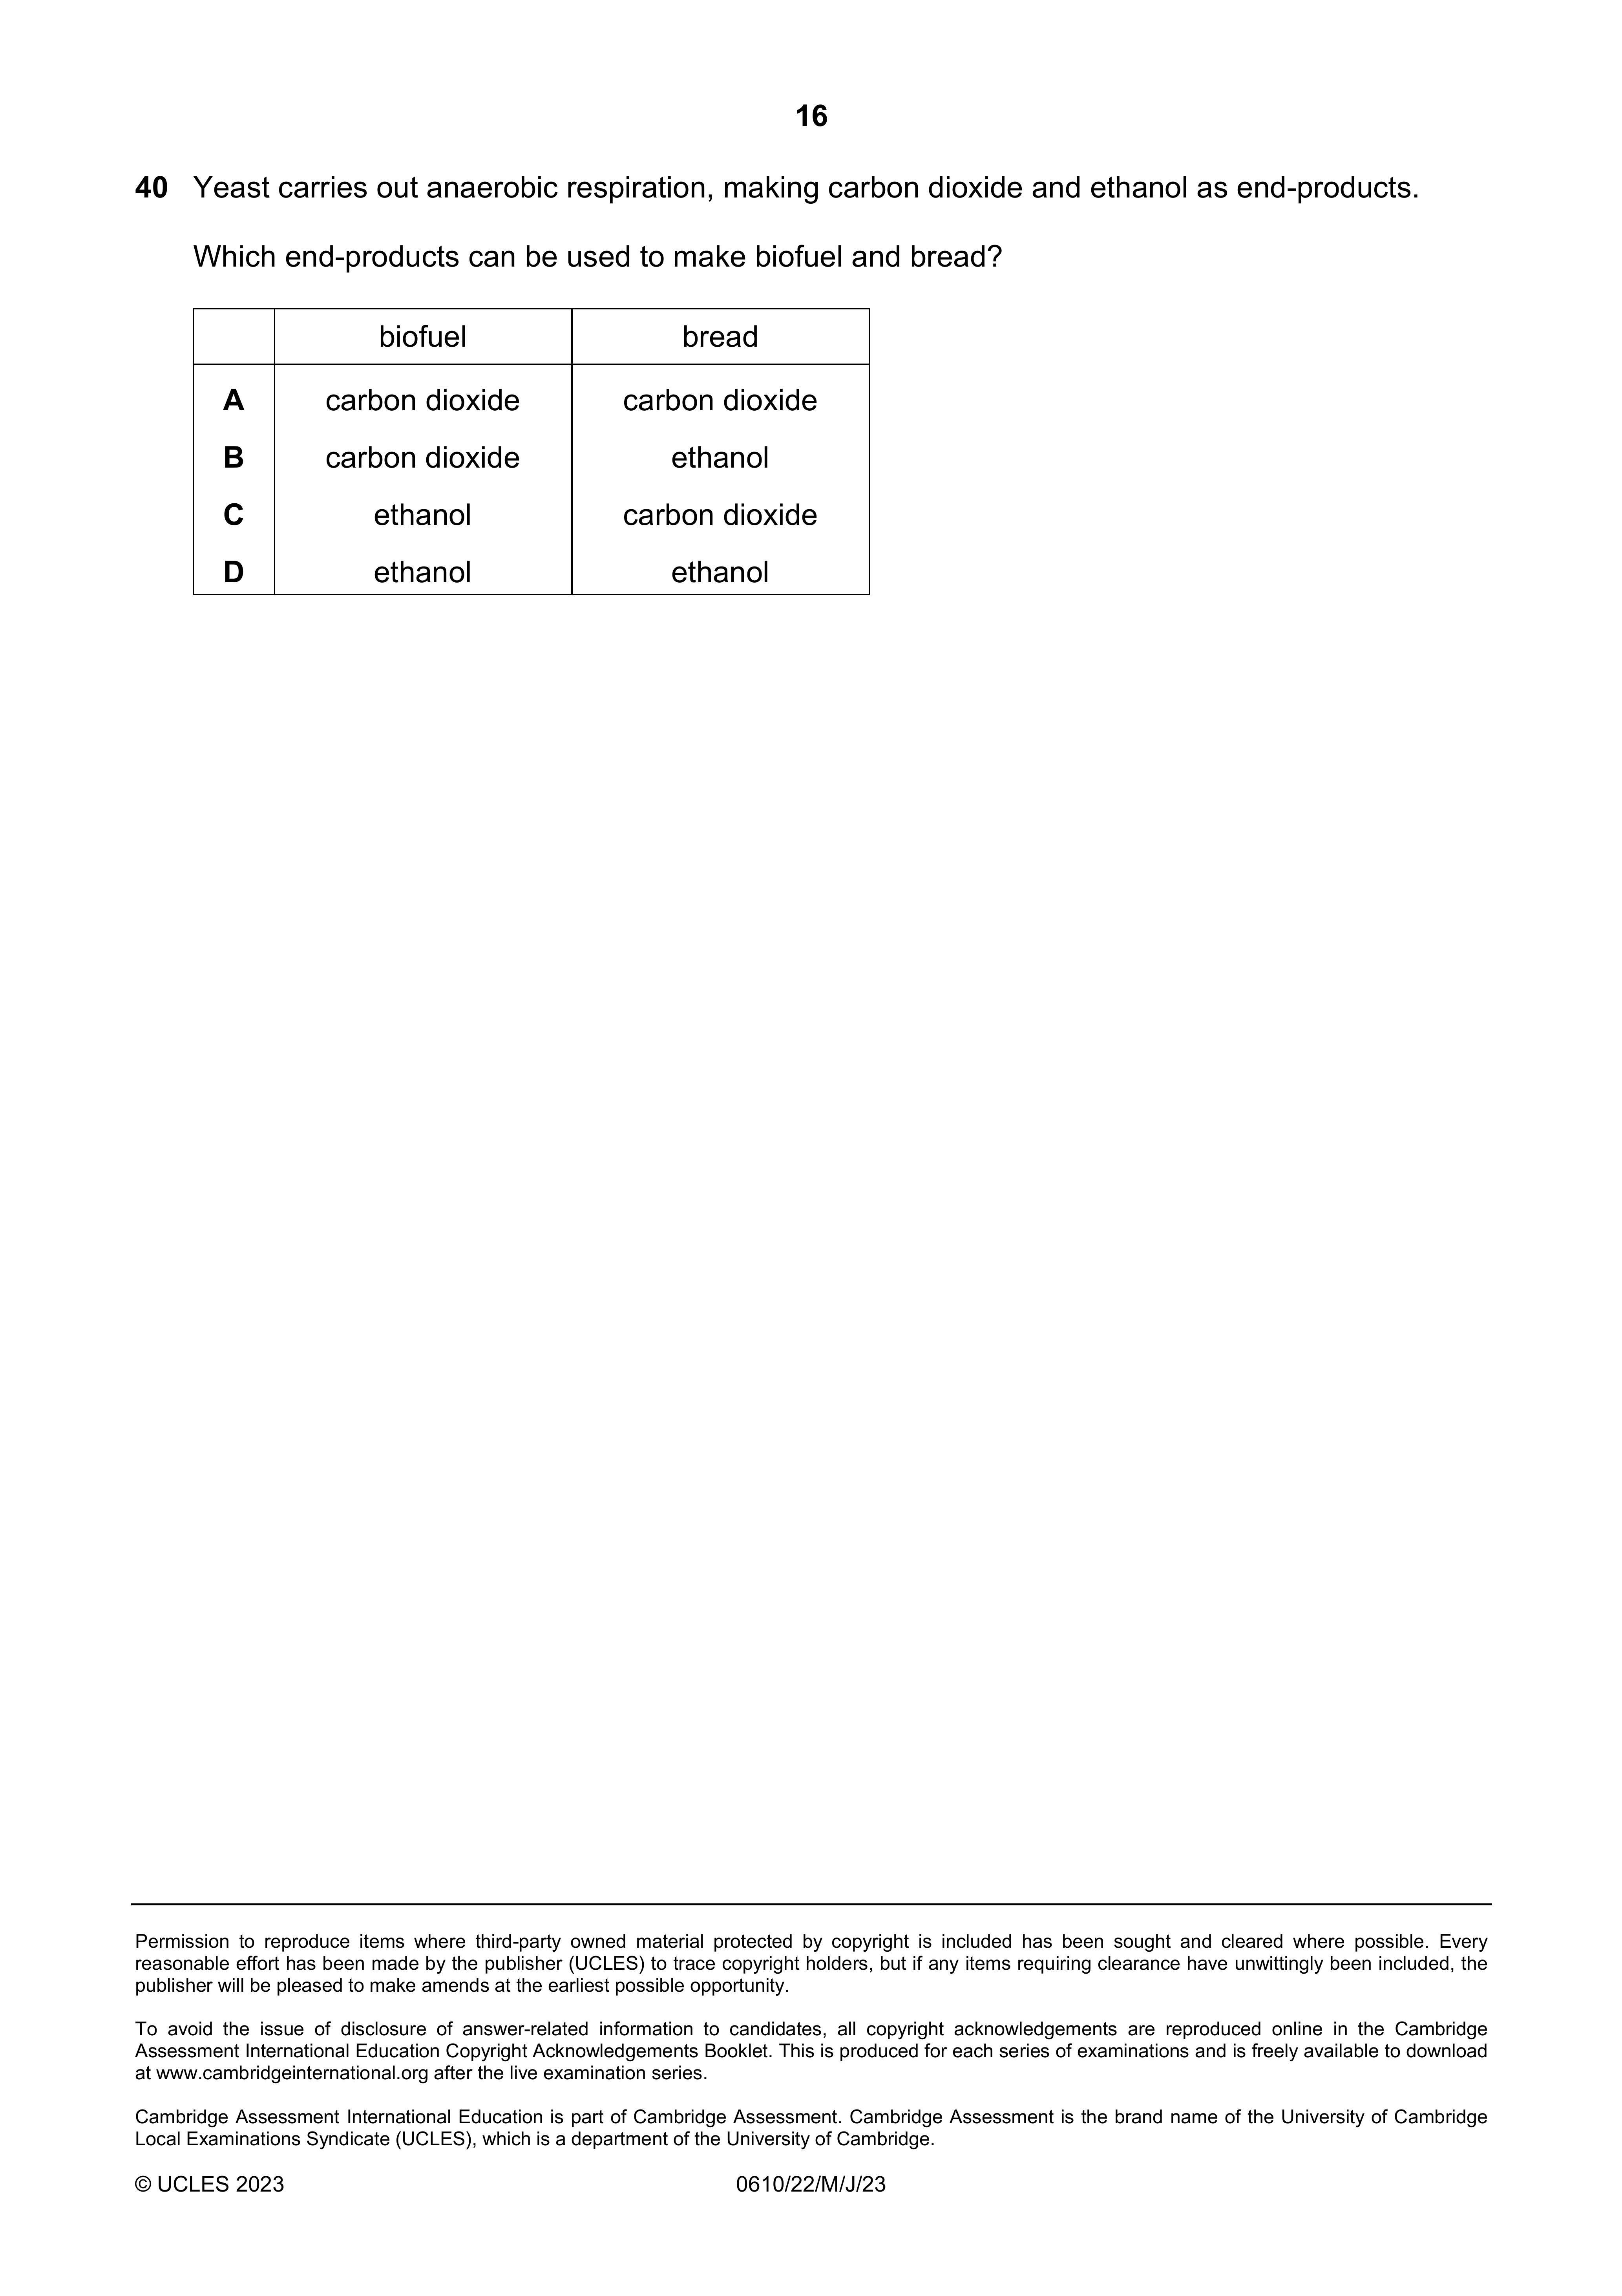 16
40 Yeast carries out anaerobic respiration, making carbon dioxide and ethanol as end-products.
Which end-products can be used to make biofuel and bread?
biofuel bread
A carbon dioxide carbon dioxide
B carbon dioxide ethanol
C ethanol carbon dioxide
D ethanol ethanol
Permission to reproduce items where third-party owned material protected by copyright is included has been sought and cleared where possible. Every
reasonable effort has been made by the publisher (UCLES) to trace copyright holders, but if any items requiring clearance have unwittingly been included, the
publisher will be pleased to make amends at the earliest possible opportunity.
To avoid the issue of disclosure of answer-related information to candidates, all copyright acknowledgements are reproduced online in the Cambridge
Assessment International Education Copyright Acknowledgements Booklet. This is produced for each series of examinations and is freely available to download
at www.cambridgeinternational.org after the live examination series.
Cambridge Assessment International Education is part of Cambridge Assessment. Cambridge Assessment is the brand name of the University of Cambridge
Local Examinations Syndicate (UCLES), which is a department of the University of Cambridge.
© UCLES 2023 0610/22/M/J/23